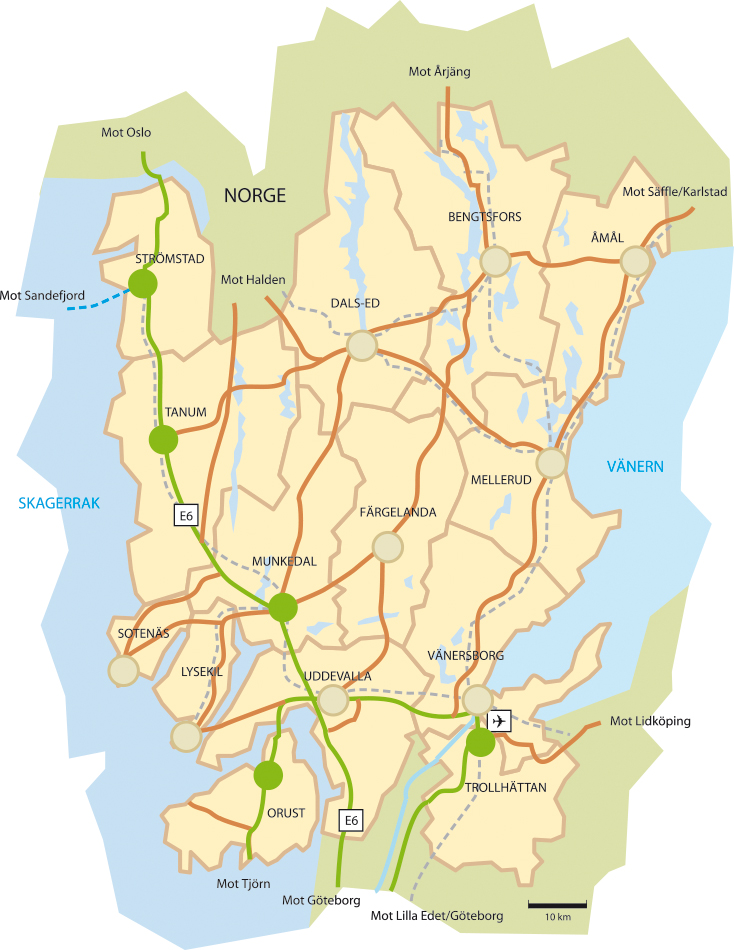 Mot Årjäng
Mot Oslo
NORGE
Mot Säffle/Karlstad
BENGTSFORS
ÅMÅL
STRÖMSTAD
Mot Halden
Mot Sandefjord
DALS-ED
TANUM
VÄNERN
MELLERUD
SKAGERRAK
E6
FÄRGELANDA
MUNKEDAL
SOTENÄS
VÄNERSBORG
LYSEKIL
UDDEVALLA
Mot Lidköping
TROLLHÄTTAN
ORUST
E6
Mot Tjörn
Mot Göteborg
Mot Lilla Edet/Göteborg
10 km